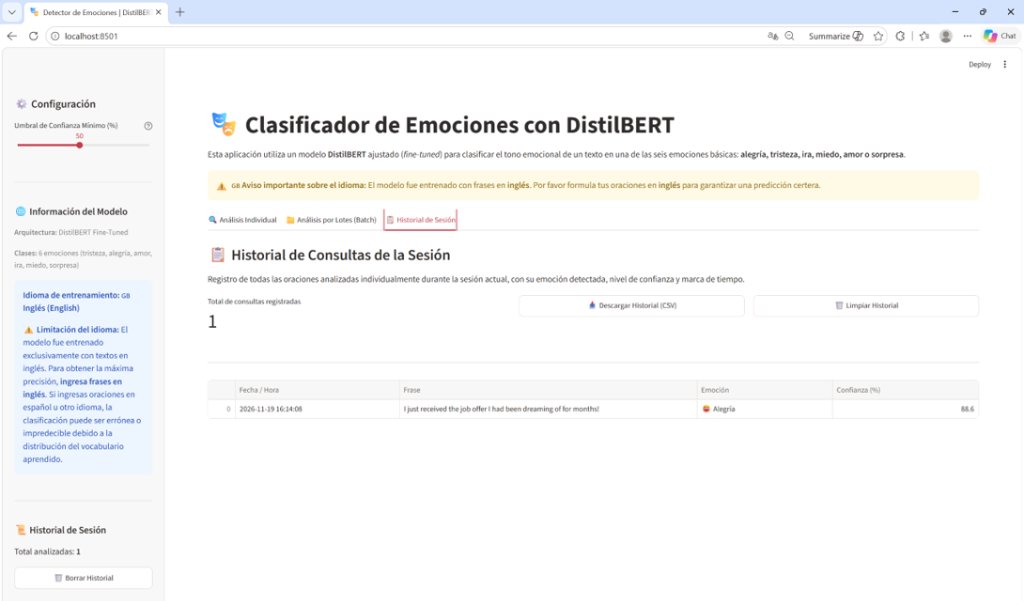 Detector de Emociones | DistilBER
localhost:8501
Summarize
Chat
Deploy
Configuración
Umbral de Confianza Mínimo (%)
50
Información del Modelo
Arquitectura: DistilBERT Fine-Tuned
Clases: 6 emociones (tristeza, alegría, amor,
ira, miedo, sorpresa)
Idioma de entrenamiento: GB
Inglés (English)
Limitación del idioma: El
modelo fue entrenado
exclusivamente con textos en
inglés. Para obtener la máxima
precisión, ingresa frases en
inglés. Si ingresas oraciones en
español u otro idioma, la
clasificación puede ser errónea o
impredecible debido a la
distribución del vocabulario
aprendido.
Historial de Sesión
Total analizadas: 1
Borrar Historial
Clasificador de Emociones con DistilBERT
Esta aplicación utiliza un modelo DistilBERT ajustado (fine-tuned) para clasificar el tono emocional de un texto en una de las seis emociones básicas: alegría, tristeza, ira, miedo, amor o sorpresa.
GB Aviso importante sobre el idioma: El modelo fue entrenado con frases en inglés. Por favor formula tus oraciones en inglés para garantizar una predicción certera.
Análisis Individual Análisis por Lotes (Batch) Historial de Sesión
Historial de Consultas de la Sesión
Registro de todas las oraciones analizadas individualmente durante la sesión actual, con su emoción detectada, nivel de confianza y marca de tiempo.
Total de consultas registradas
1
Descargar Historial (CSV) Limpiar Historial
Fecha / Hora Frase Emoción Confianza (%)
0 2026-11-19 16:14:08 I just received the job offer I had been dreaming of for months! Alegría 88.6